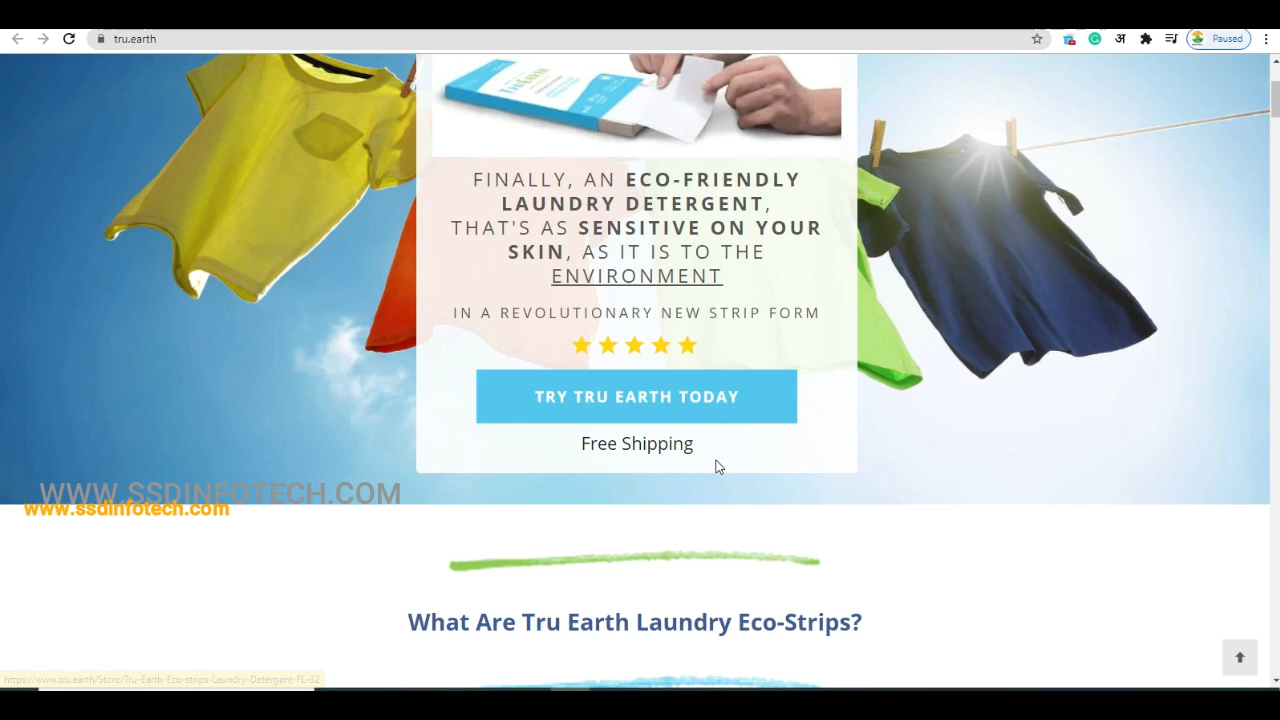 tru.earth
Paused
TRUEARTH
FINALLY, AN ECO-FRIENDLY
LAUNDRY DETERGENT,
THAT'S AS SENSITIVE ON YOUR
SKIN, AS IT IS TO THE
ENVIRONMENT
IN A REVOLUTIONARY NEW STRIP FORM
TRY TRU EARTH TODAY
Free Shipping
WWW.SSDINFOTECH.COM
www.ssdinfotech.com
What Are Tru Earth Laundry Eco-Strips?
https://www.tru.earth/Store/Tru-Earth-Eco-strips-Laundry-Detergent-FL-32